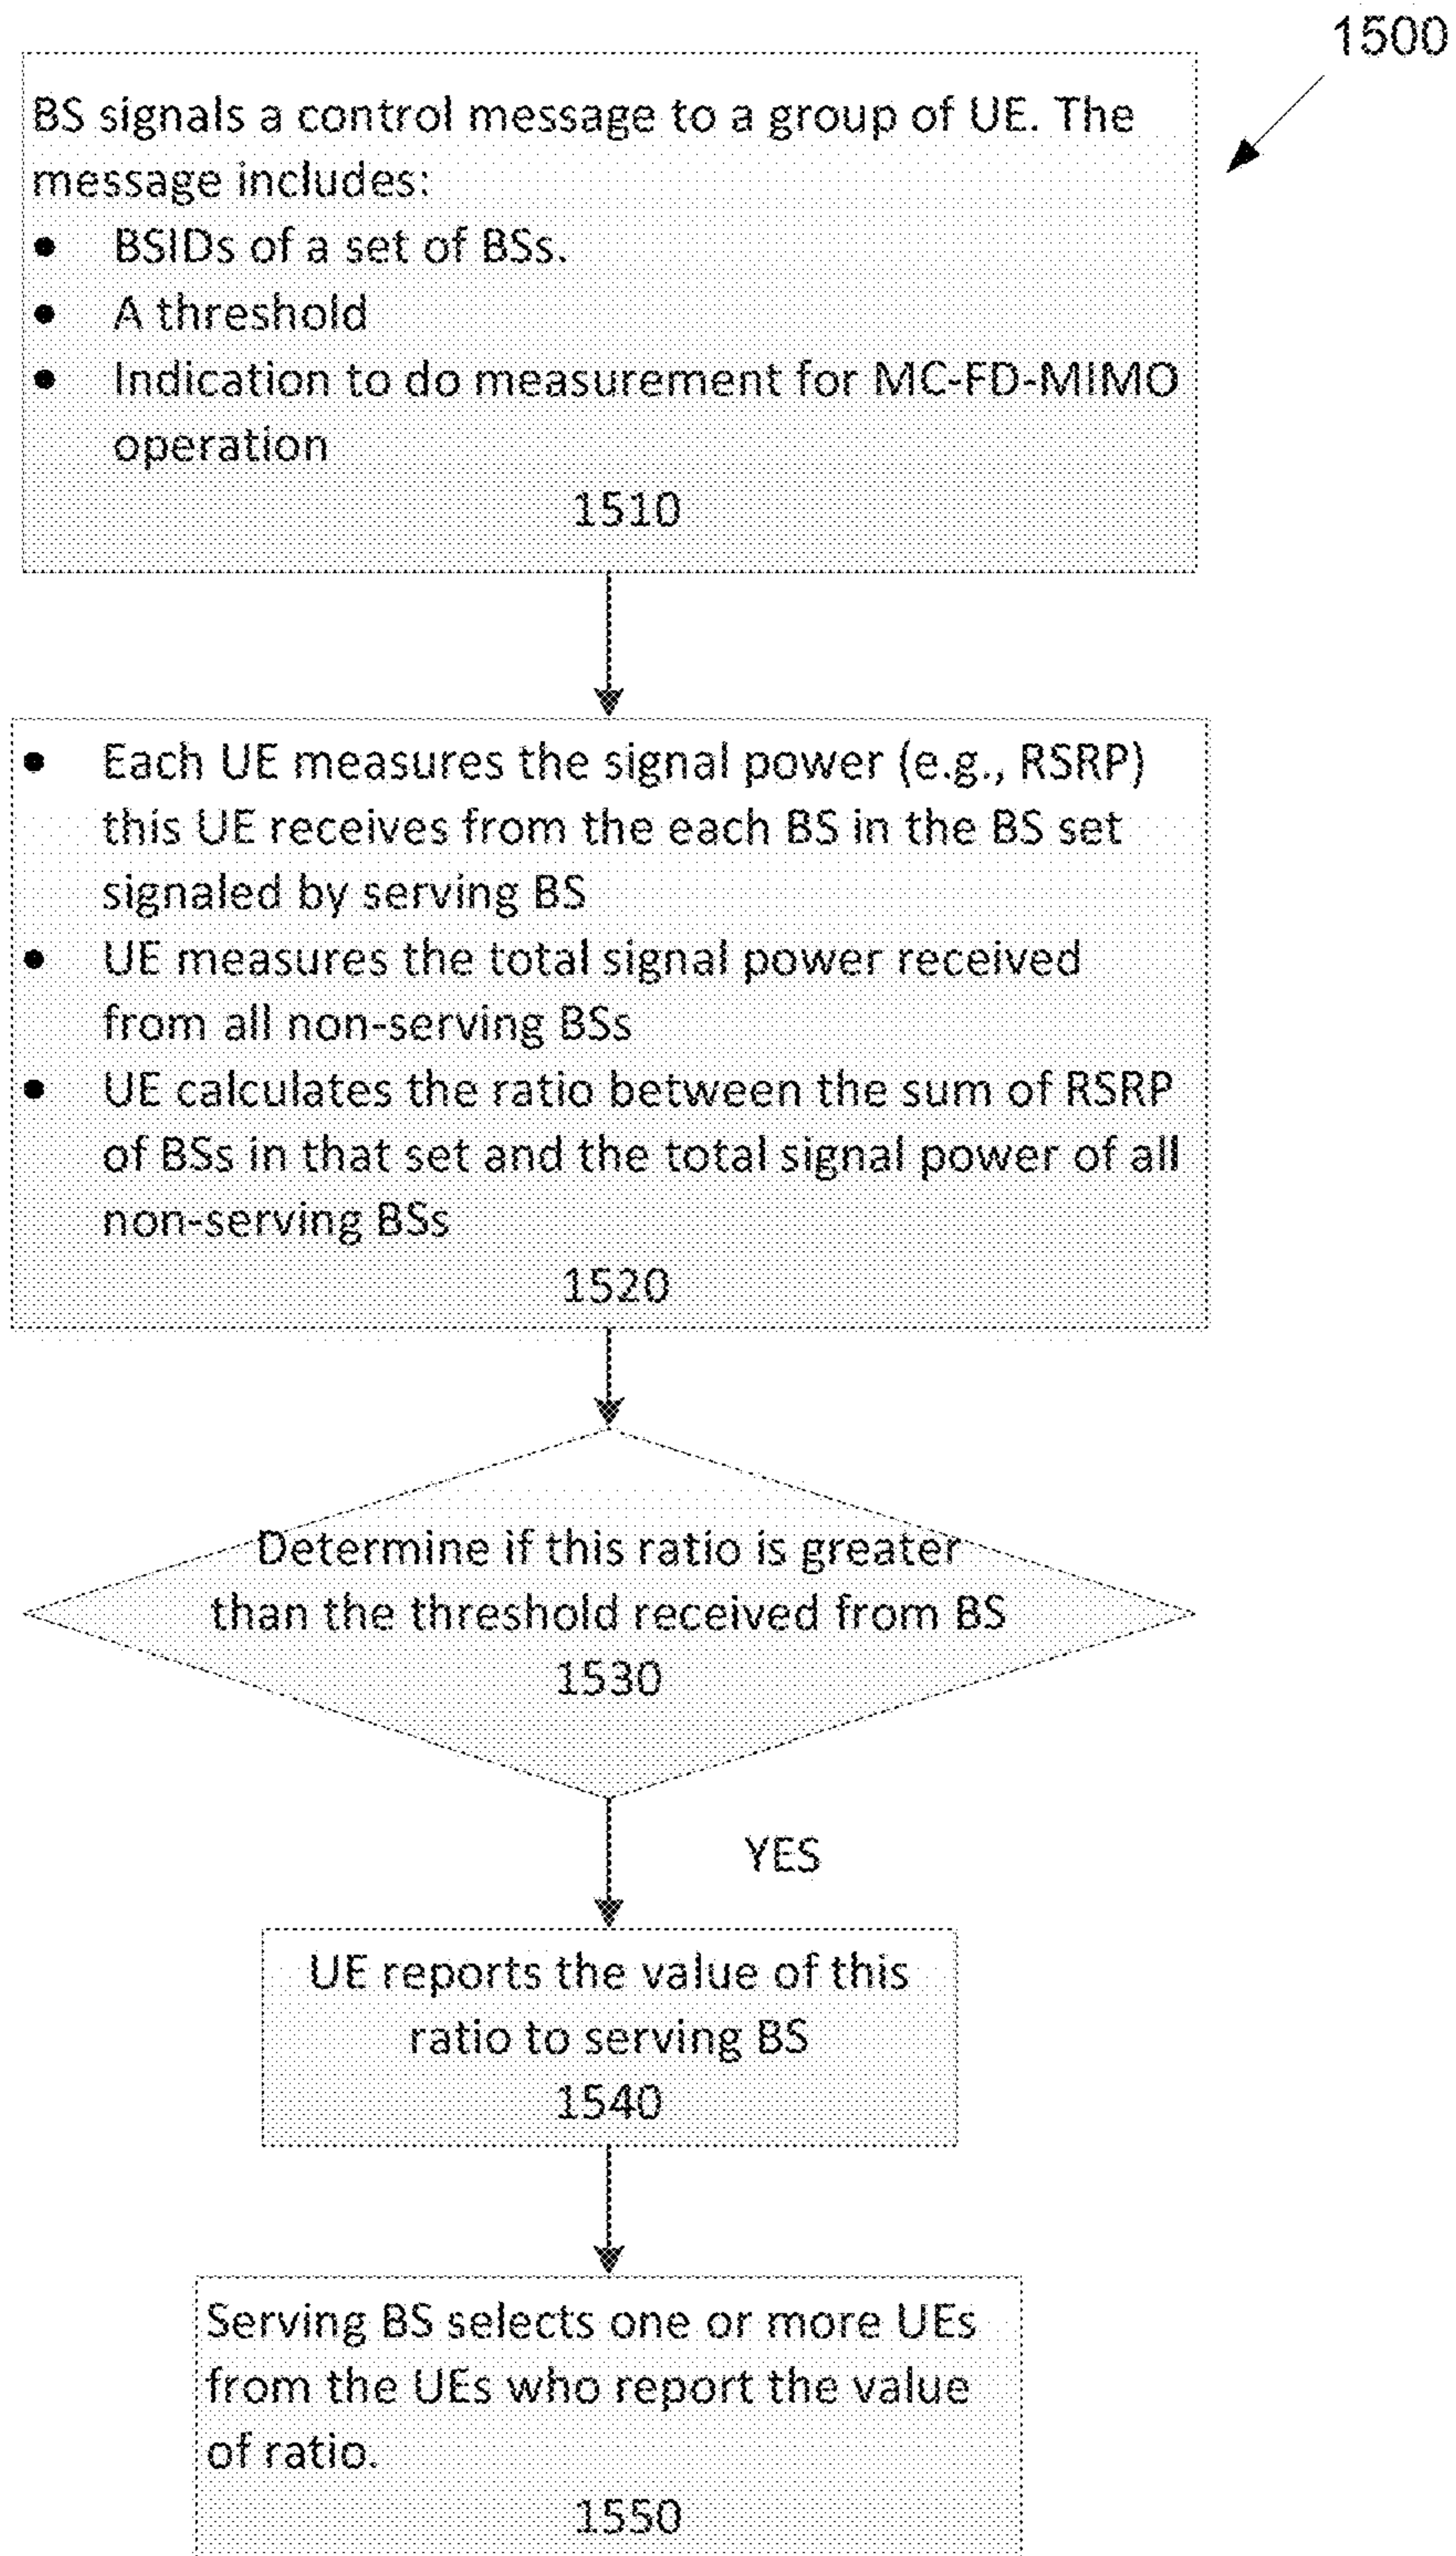 1500
BS signals a control message to a group of UE. The
message includes:
• BSIDs of a set of BSs.
• A threshold
• Indication to do measurement for MC-FD-MIMO
operation
1510
• Each UE measures the signal power (e.g., RSRP)
this UE receives from the each BS in the BS set
signaled by serving BS
• UE measures the total signal power received
from all non-serving BSs
• UE calculates the ratio between the sum of RSRP
of BSs in that set and the total signal power of all
non-serving BSs
1520
Determine if this ratio is greater
than the threshold received from BS
1530
YES
UE reports the value of this
ratio to serving BS
1540
Serving BS selects one or more UEs
from the UEs who report the value
of ratio.
1550